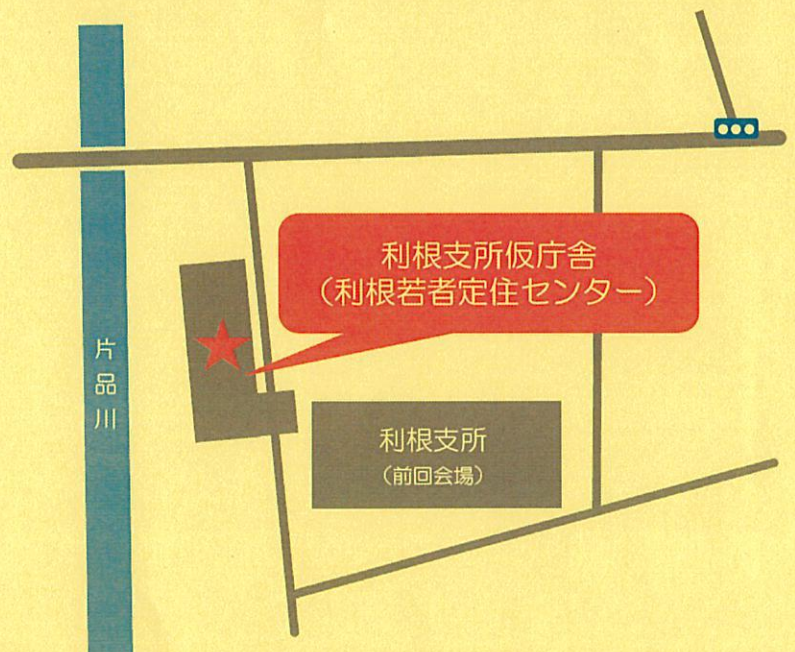 利根支所仮庁舎
（利根若者定住センター）
片品川
利根支所
（前回会場）